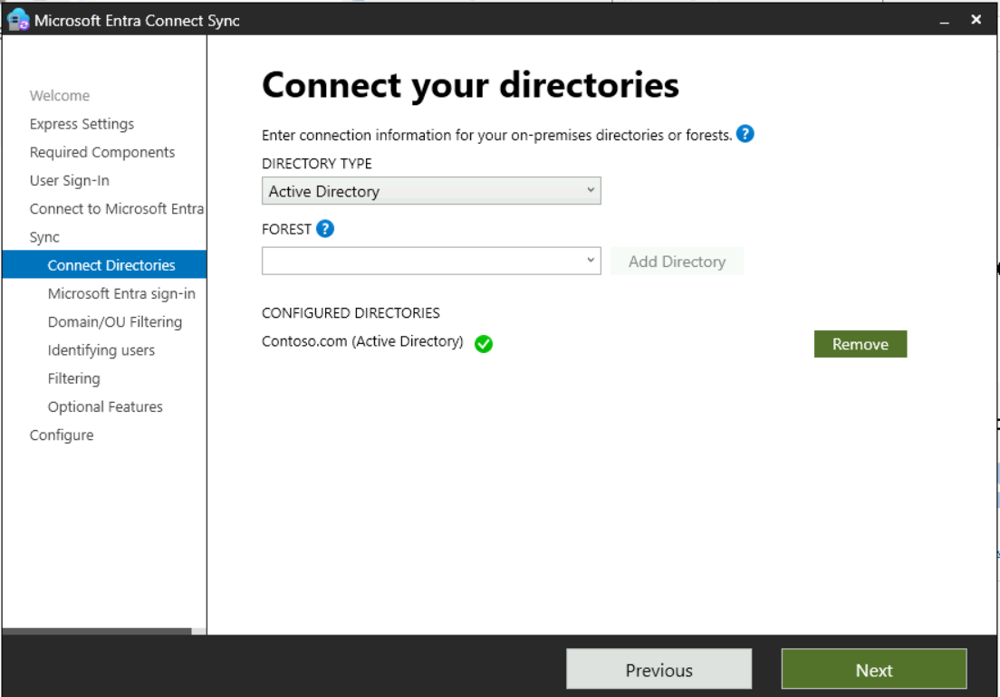 Microsoft Entra Connect Sync
Welcome
Express Settings
Required Components
User Sign-In
Connect to Microsoft Entra
Sync
Connect Directories
Microsoft Entra sign-in
Domain/OU Filtering
Identifying users
Filtering
Optional Features
Configure
Connect your directories
Enter connection information for your on-premises directories or forests. ?
DIRECTORY TYPE
Active Directory
FOREST ?
Add Directory
CONFIGURED DIRECTORIES
Contoso.com (Active Directory)
Remove
Previous
Next